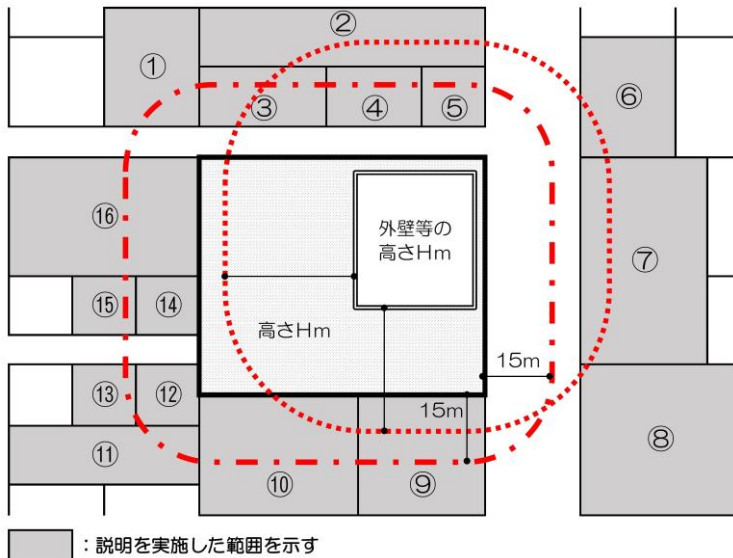 ①
②
③
④
⑤
⑥
⑯
外壁等の
高さHm
⑦
⑮
⑭
高さHm
15m
⑬
⑫
15m
⑪
⑩
⑨
⑧
：説明を実施した範囲を示す